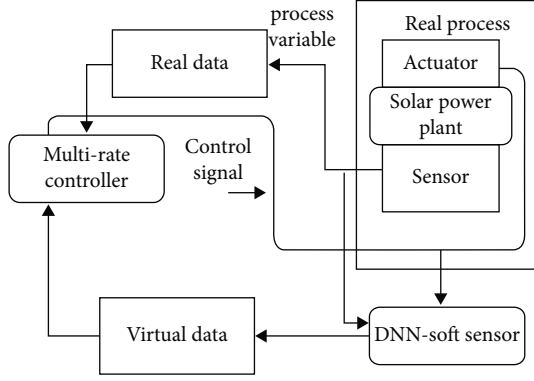 process
variable
Real process
Real data
Actuator
Solar power
plant
Sensor
Multi-rate
controller
Control
signal
Virtual data
DNN-soft sensor